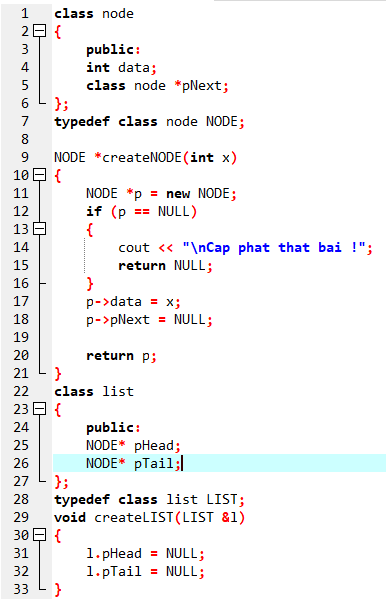 1 class node
2 {
3     public:
4     int data;
5     class node *pNext;
6 };
7 typedef class node NODE;
8
9 NODE *createNODE(int x)
10 {
11     NODE *p = new NODE;
12     if (p == NULL)
13     {
14         cout << "\nCap phat that bai !";
15         return NULL;
16     }
17     p->data = x;
18     p->pNext = NULL;
19
20     return p;
21 }
22 class list
23 {
24     public:
25     NODE* pHead;
26     NODE* pTail;
27 };
28 typedef class list LIST;
29 void createLIST(LIST &l)
30 {
31     l.pHead = NULL;
32     l.pTail = NULL;
33 }